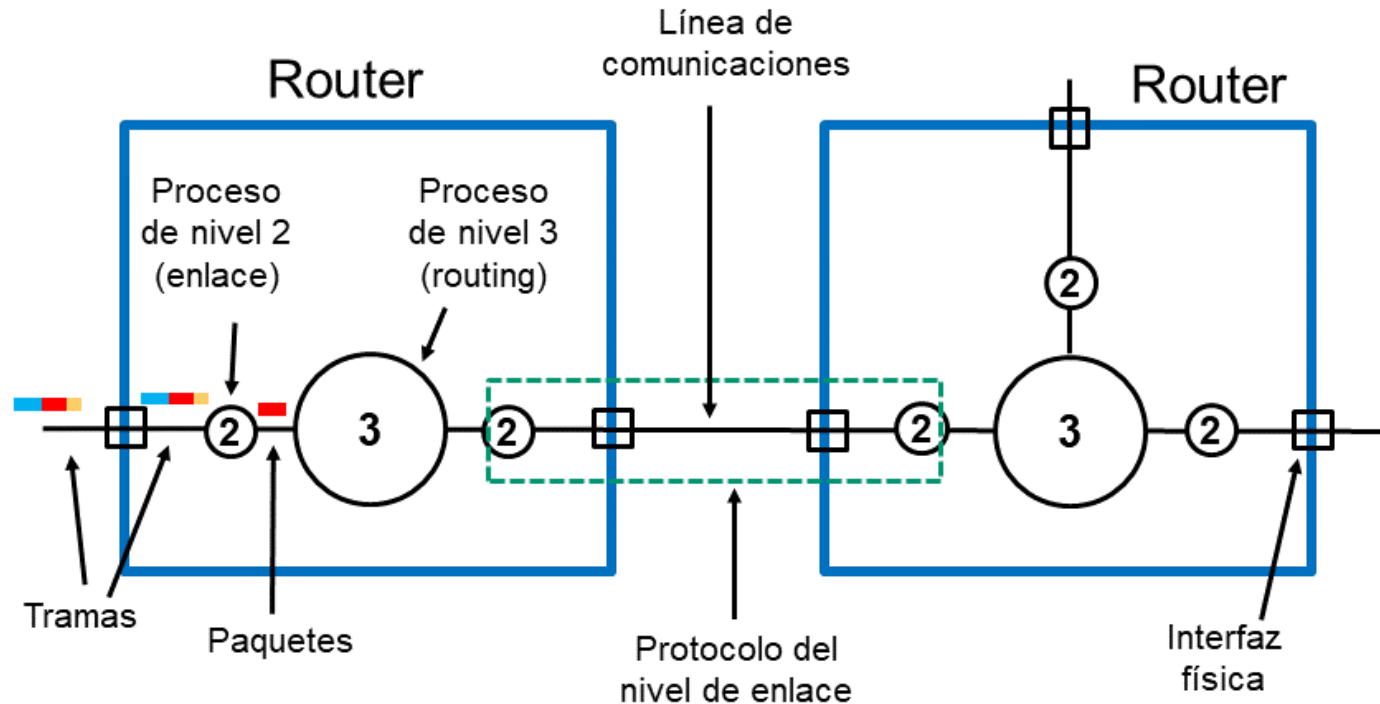 Línea de
comunicaciones
Router
Router
Proceso
de nivel 2
(enlace)
Proceso
de nivel 3
(routing)
2
2
3
2
2
3
2
Tramas
Paquetes
Protocolo del
nivel de enlace
Interfaz
física